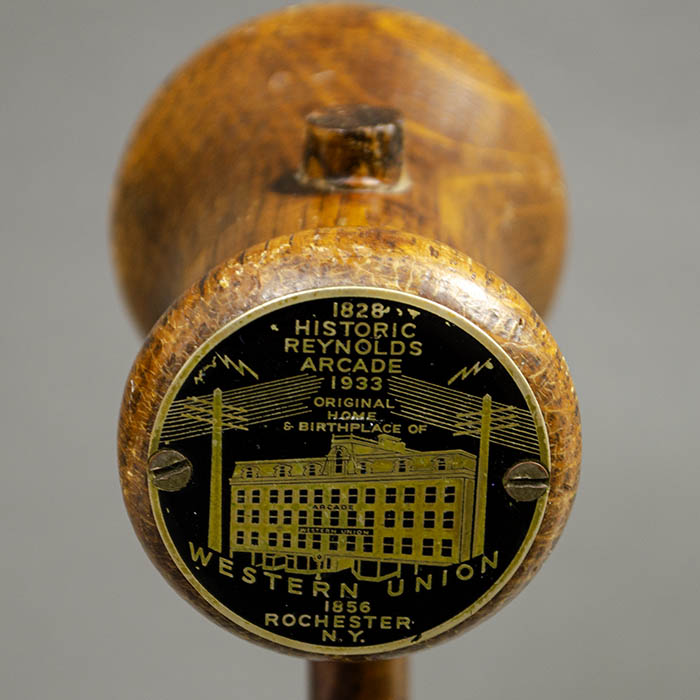 1828
HISTORIC
REYNOLDS
ARCADE
1933
ORIGINAL
HOME
& BIRTHPLACE OF
ARCADE
WESTERN UNION
WESTERN UNION
1856
ROCHESTER
N.Y.